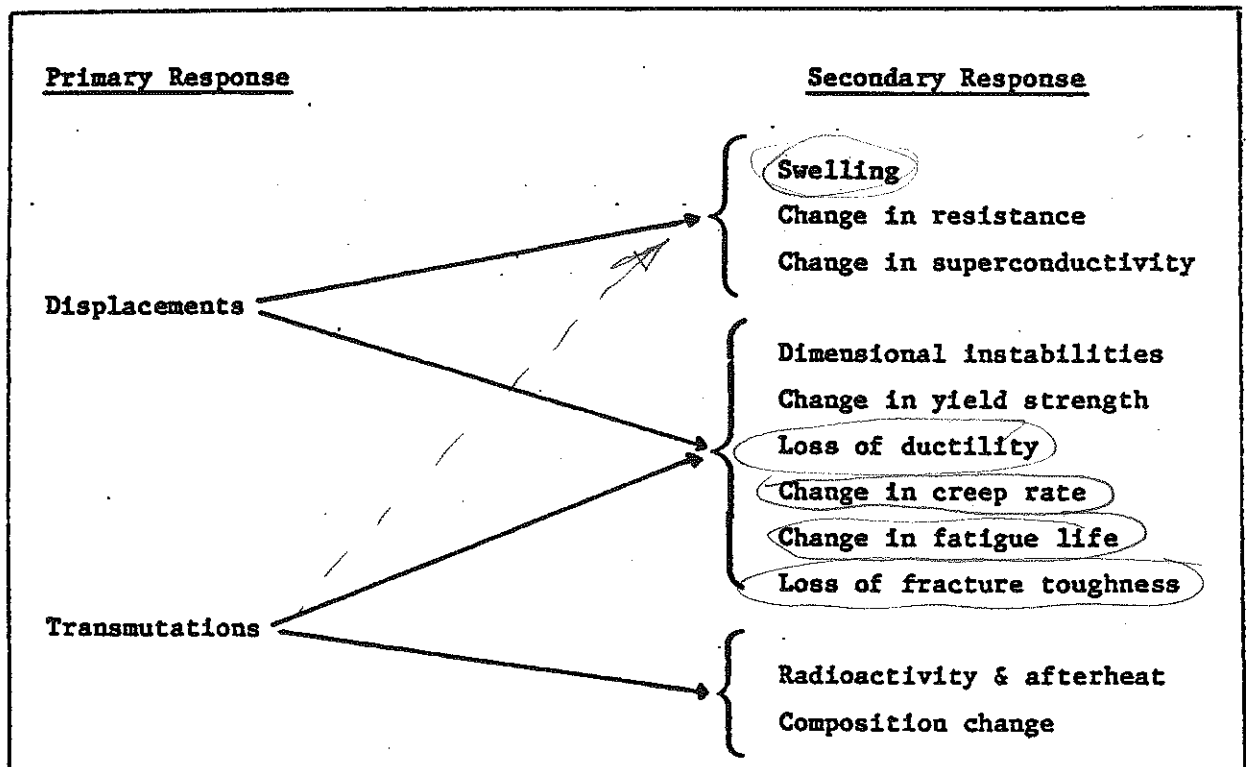 Primary Response
Secondary Response
Swelling
Change in resistance
Change in superconductivity
Displacements
Dimensional instabilities
Change in yield strength
Loss of ductility
Change in creep rate
Change in fatigue life
Loss of fracture toughness
Transmutations
Radioactivity & afterheat
Composition change